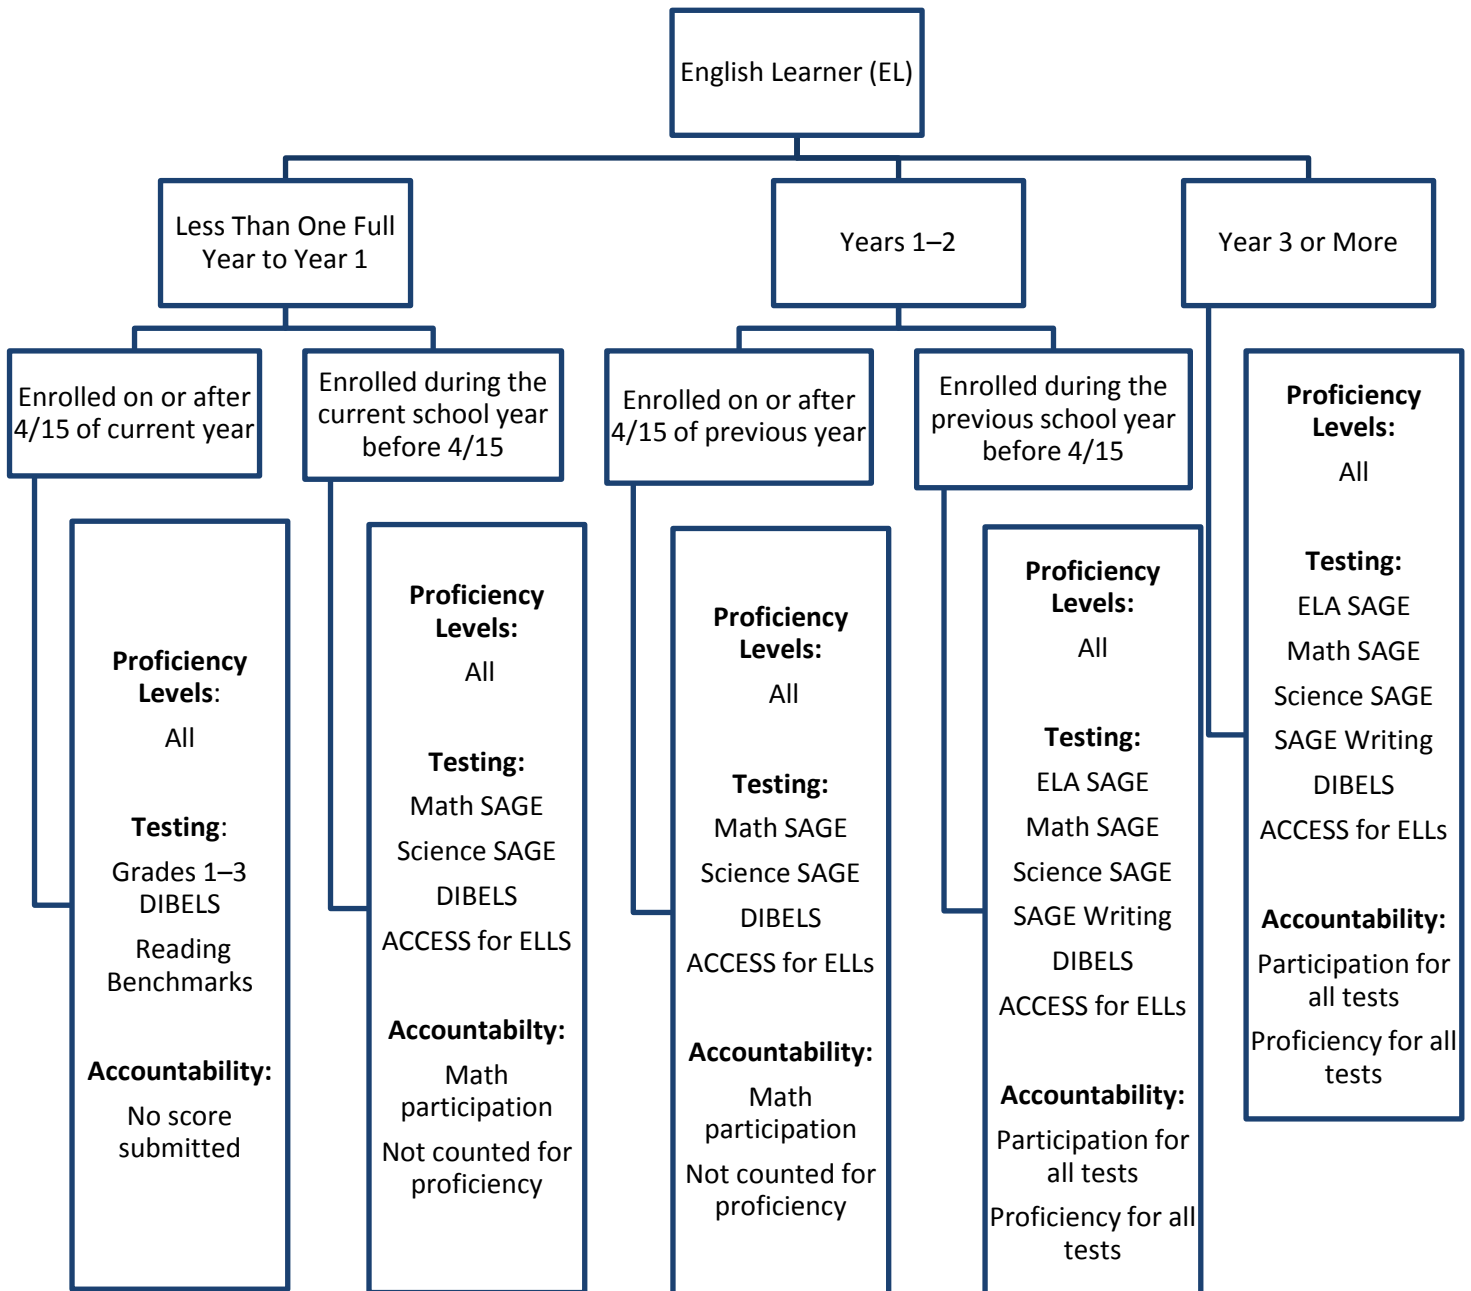 English Learner (EL)
Less Than One Full
Year to Year 1
Years 1–2
Year 3 or More
Enrolled on or after
4/15 of current year
Enrolled during the
current school year
before 4/15
Enrolled on or after
4/15 of previous year
Enrolled during the
previous school year
before 4/15
Proficiency
Levels:
All
Testing:
Grades 1–3
DIBELS
Reading
Benchmarks
Accountability:
No score
submitted
Proficiency
Levels:
All
Testing:
Math SAGE
Science SAGE
DIBELS
ACCESS for ELLS
Accountabilty:
Math
participation
Not counted for
proficiency
Proficiency
Levels:
All
Testing:
Math SAGE
Science SAGE
DIBELS
ACCESS for ELLs
Accountability:
Math
participation
Not counted for
proficiency
Proficiency
Levels:
All
Testing:
ELA SAGE
Math SAGE
Science SAGE
SAGE Writing
DIBELS
ACCESS for ELLs
Accountability:
Participation for
all tests
Proficiency for all
tests
Proficiency
Levels:
All
Testing:
ELA SAGE
Math SAGE
Science SAGE
SAGE Writing
DIBELS
ACCESS for ELLs
Accountability:
Participation for
all tests
Proficiency for all
tests